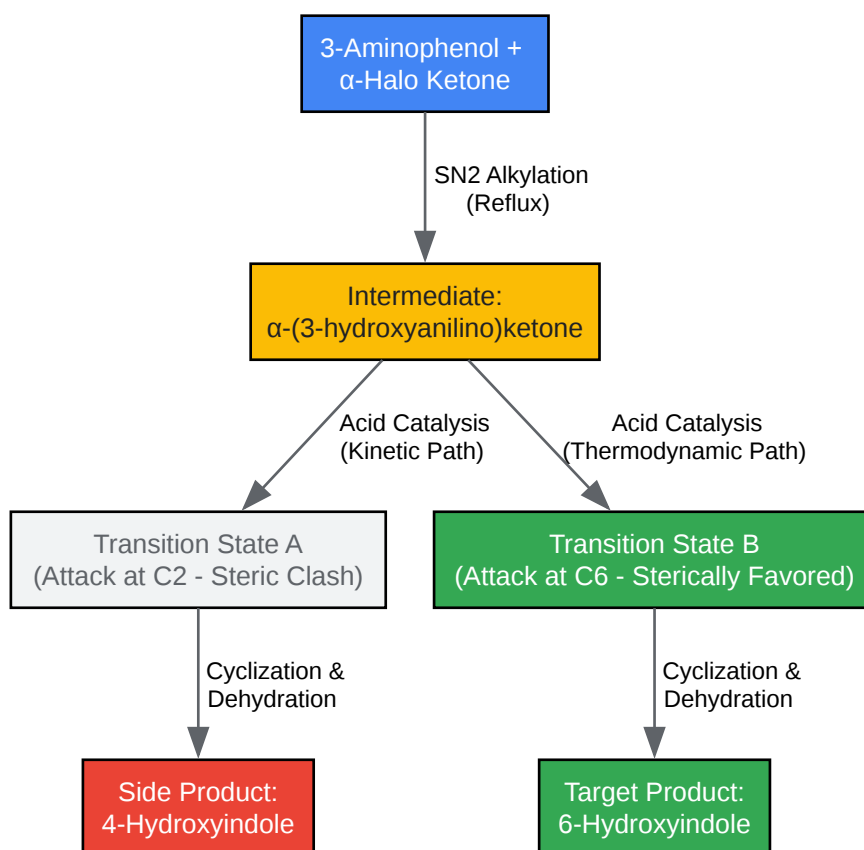 3-Aminophenol +
α-Halo Ketone
SN2 Alkylation
(Reflux)
Intermediate:
α-(3-hydroxyanilino)ketone
Acid Catalysis
(Kinetic Path)
Acid Catalysis
(Thermodynamic Path)
Transition State A
(Attack at C2 - Steric Clash)
Transition State B
(Attack at C6 - Sterically Favored)
Cyclization &
Dehydration
Cyclization &
Dehydration
Side Product:
4-Hydroxyindole
Target Product:
6-Hydroxyindole